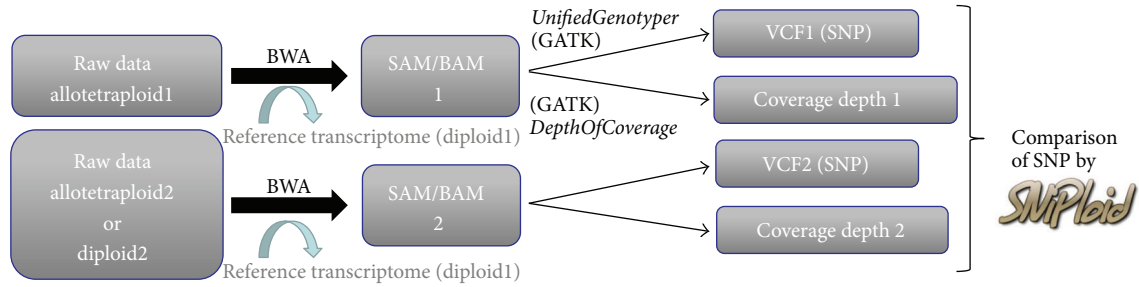 Raw data
allotetraploid1
BWA
Reference transcriptome (diploid1)
SAM/BAM
1
UnifiedGenotyper
(GATK)
(GATK)
DepthOfCoverage
VCF1 (SNP)
Coverage depth 1
Raw data
allotetraploid2
or
diploid2
BWA
Reference transcriptome (diploid1)
SAM/BAM
2
VCF2 (SNP)
Coverage depth 2
Comparison
of SNP by
SNiPloid